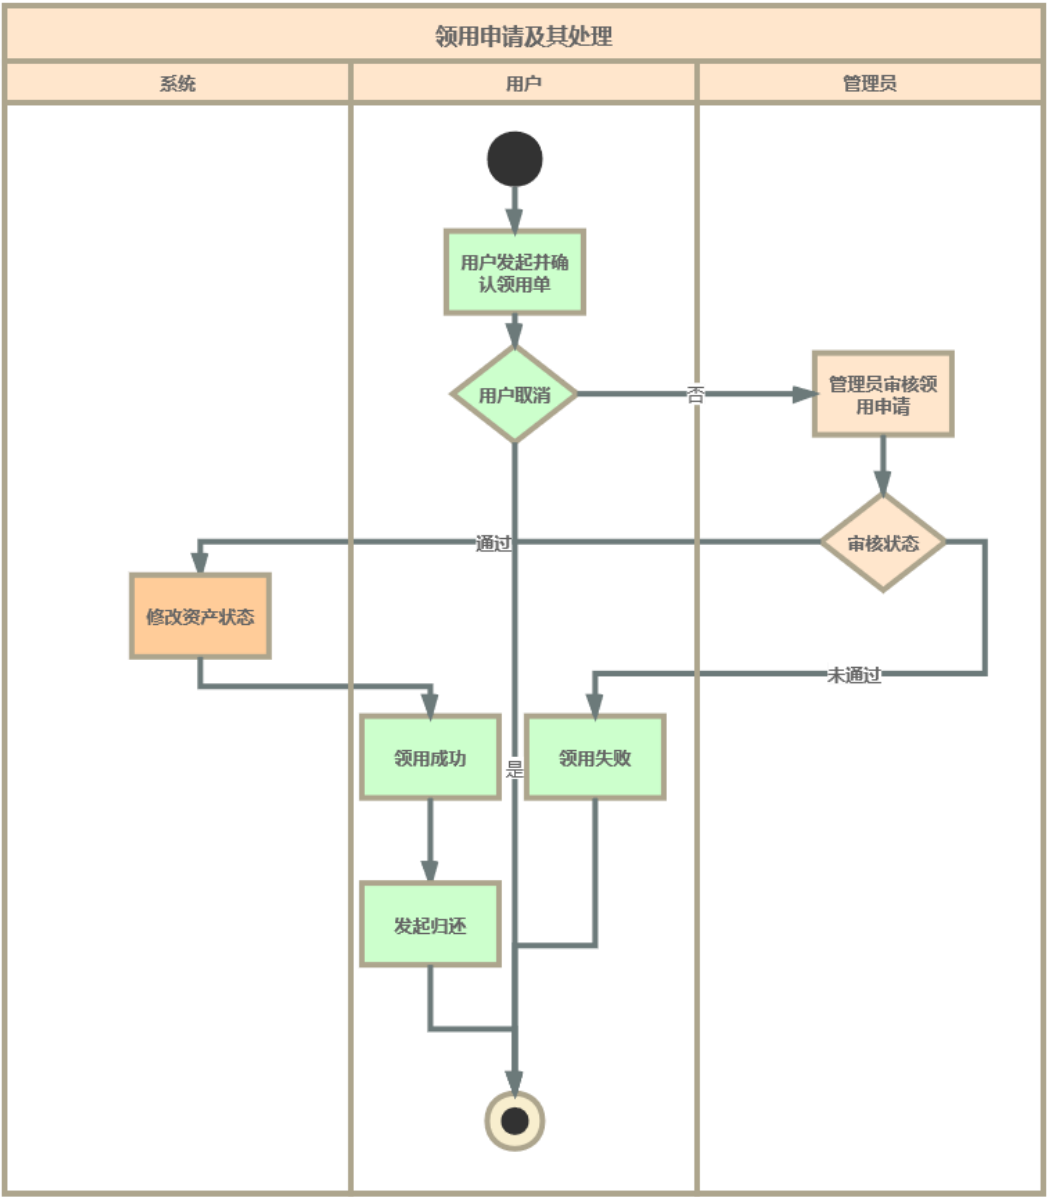 领用申请及其处理
系统
用户
管理员
用户发起并确
认领用单
用户取消
否
管理员审核领
用申请
通过
审核状态
修改资产状态
未通过
领用成功
是
领用失败
发起归还